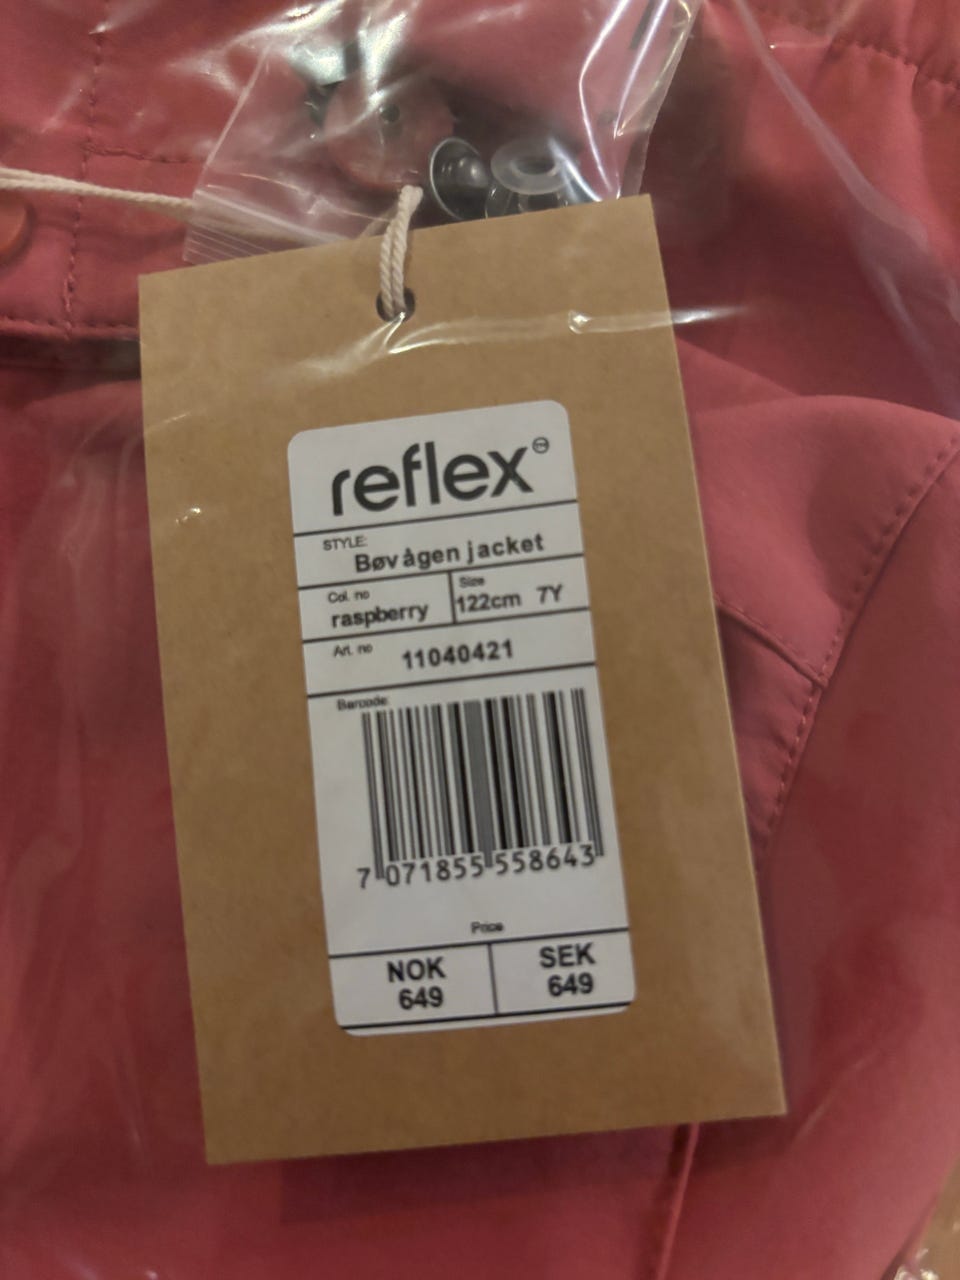 reflex
STYLE:
Bøvågen jacket
Col. no
raspberry
Size
122cm 7Y
Art. no
11040421
Barcode:
7 071855 558643
Price
NOK
649
SEK
649